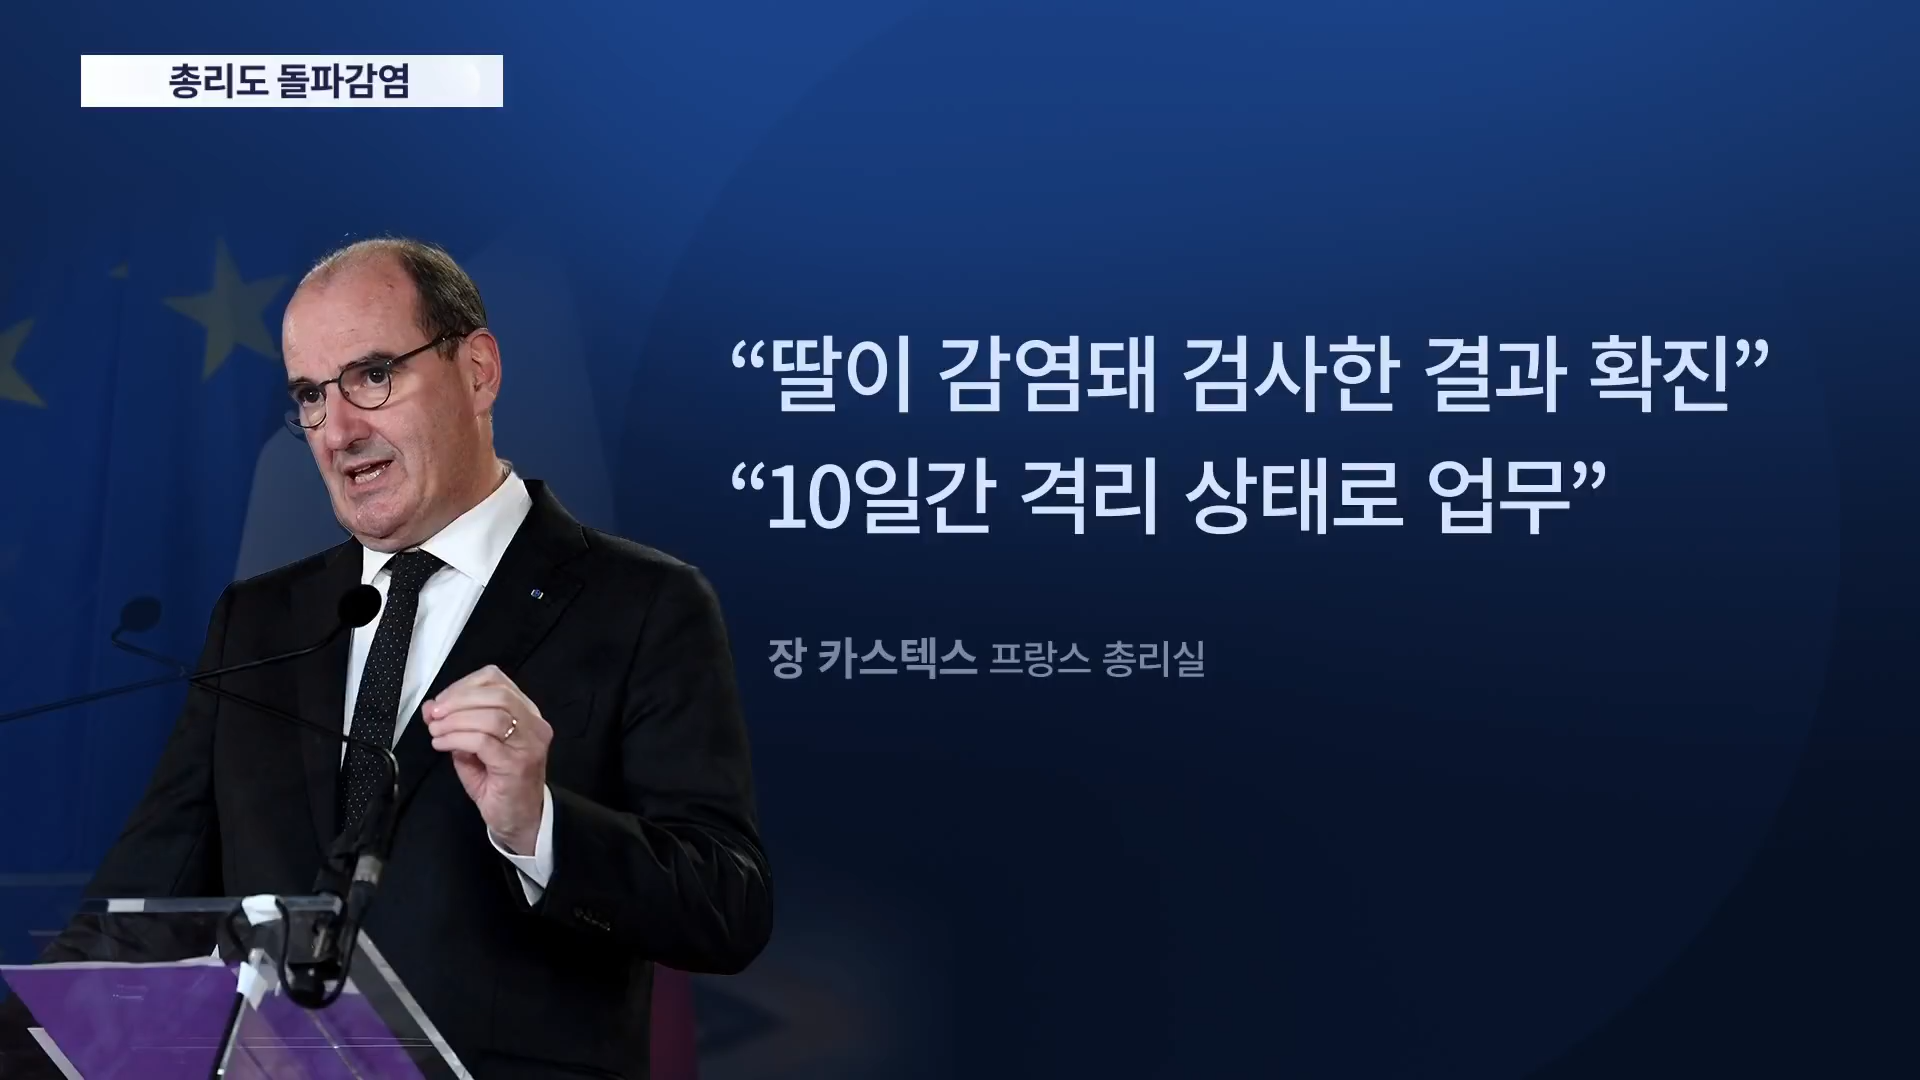 총리도 돌파감염
“딸이 감염돼 검사한 결과 확진”
“10일간 격리 상태로 업무”
장 카스텍스 프랑스 총리실